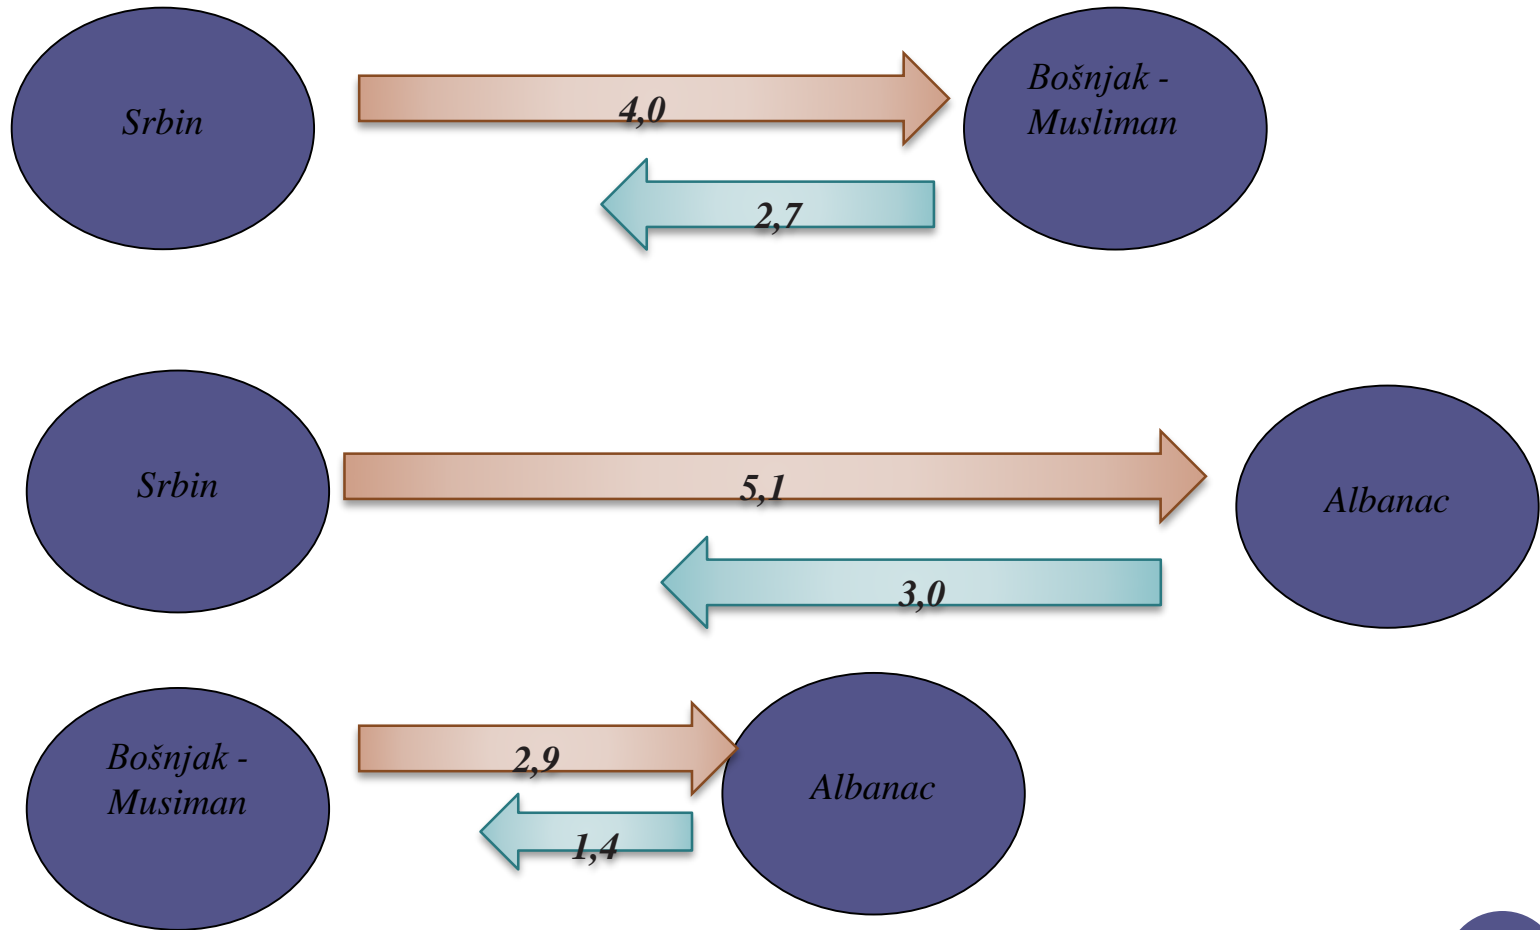 Srbin
4,0
Bošnjak -
Musliman
2,7
Srbin
5,1
Albanac
3,0
Bošnjak -
Musiman
2,9
Albanac
1,4